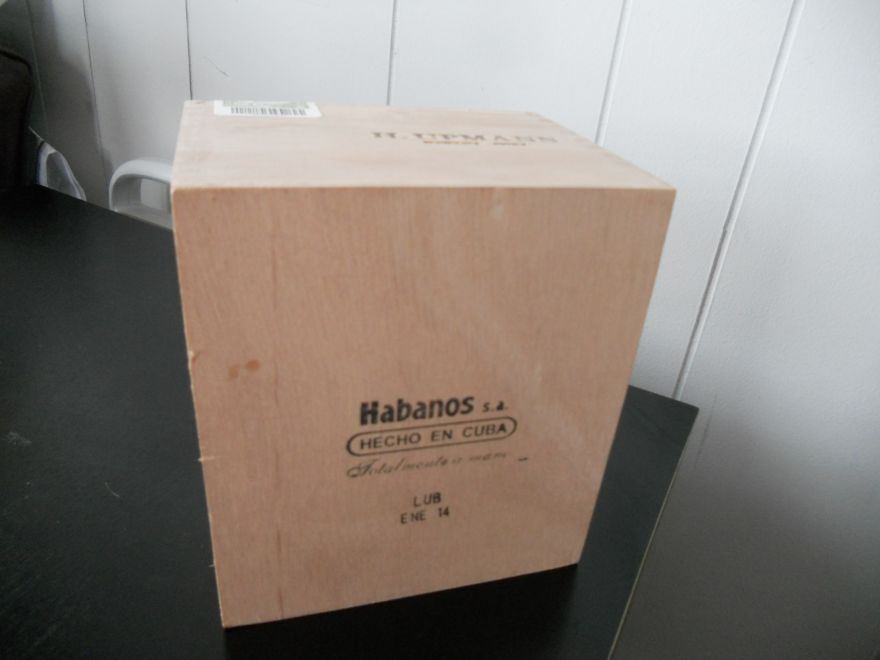 H. UPMANN
Habanos s.a.
HECHO EN CUBA
Totalmente a mano
LUB
ENE 14